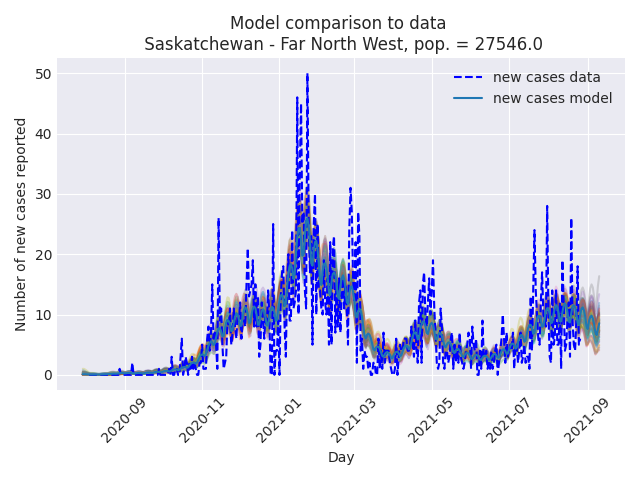 Model comparison to data
Saskatchewan - Far North West, pop. = 27546.0
new cases data
new cases model
Number of new cases reported
50
40
30
20
10
0
2020-09
2020-11
2021-01
2021-03
2021-05
2021-07
2021-09
Day